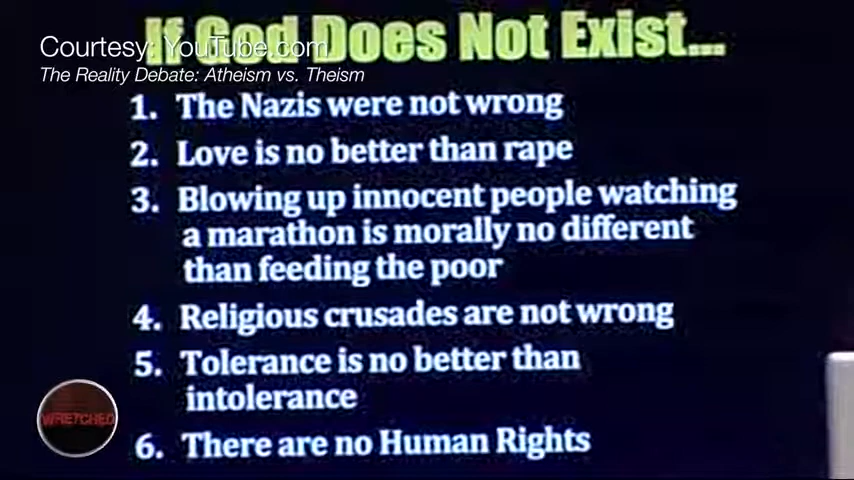 If God Does Not Exist...
Courtesy: YouTube.com
The Reality Debate: Atheism vs. Theism
1. The Nazis were not wrong
2. Love is no better than rape
3. Blowing up innocent people watching
a marathon is morally no different
than feeding the poor
4. Religious crusades are not wrong
5. Tolerance is no better than
intolerance
6. There are no Human Rights
WRETCHED